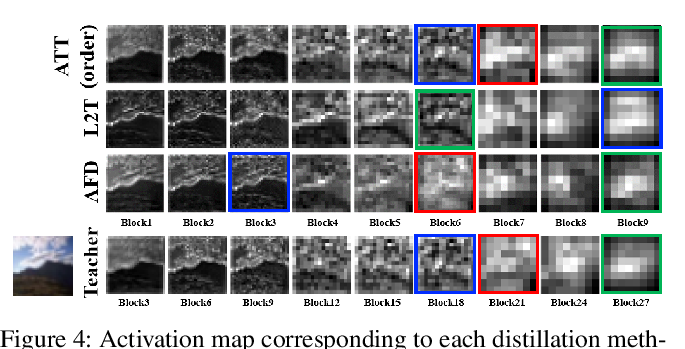 ATT (order)
L2T
AFD
Block1 Block2 Block3 Block4 Block5 Block6 Block7 Block8 Block9
Teacher
Block3 Block6 Block9 Block12 Block15 Block18 Block21 Block24 Block27
Figure 4: Activation map corresponding to each distillation meth-